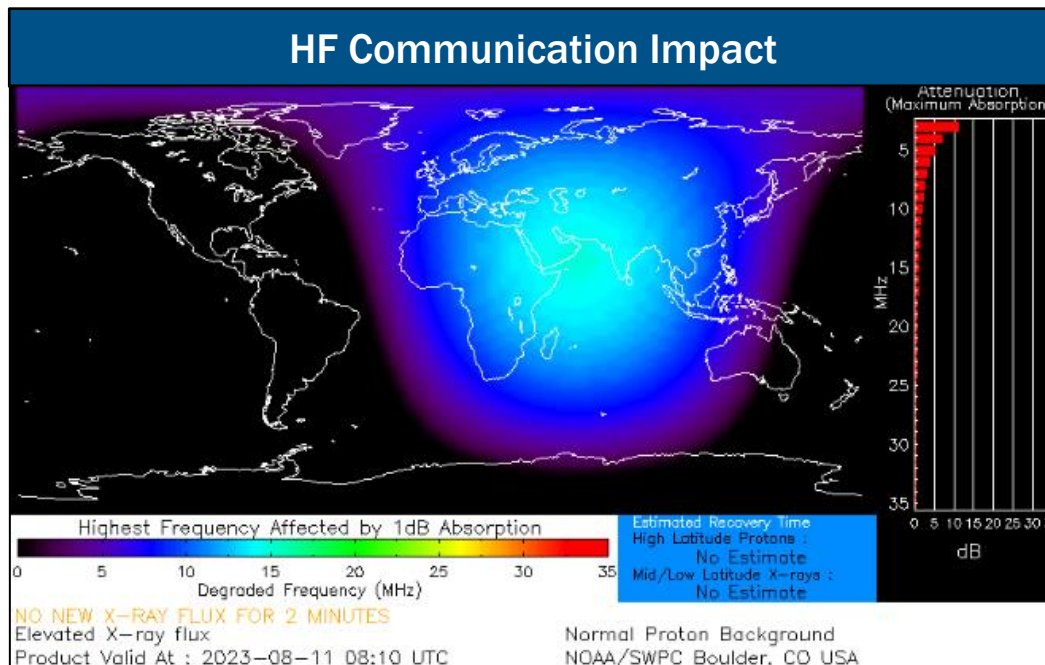 HF Communication Impact
Attenuation
(Maximum Absorption)
5
10
15
20
25
30
35
MHz
0 5 10 15 20 25 30
dB
Highest Frequency Affected by 1dB Absorption
0 5 10 15 20 25 30 35
Degraded Frequency (MHz)
Estimated Recovery Time
High Latitude Protons :
No Estimate
Mid/Low Latitude X-rays :
No Estimate
NO NEW X-RAY FLUX FOR 2 MINUTES
Elevated X-ray flux
Normal Proton Background
Product Valid At : 2023-08-11 08:10 UTC
NOAA/SWPC Boulder, CO USA